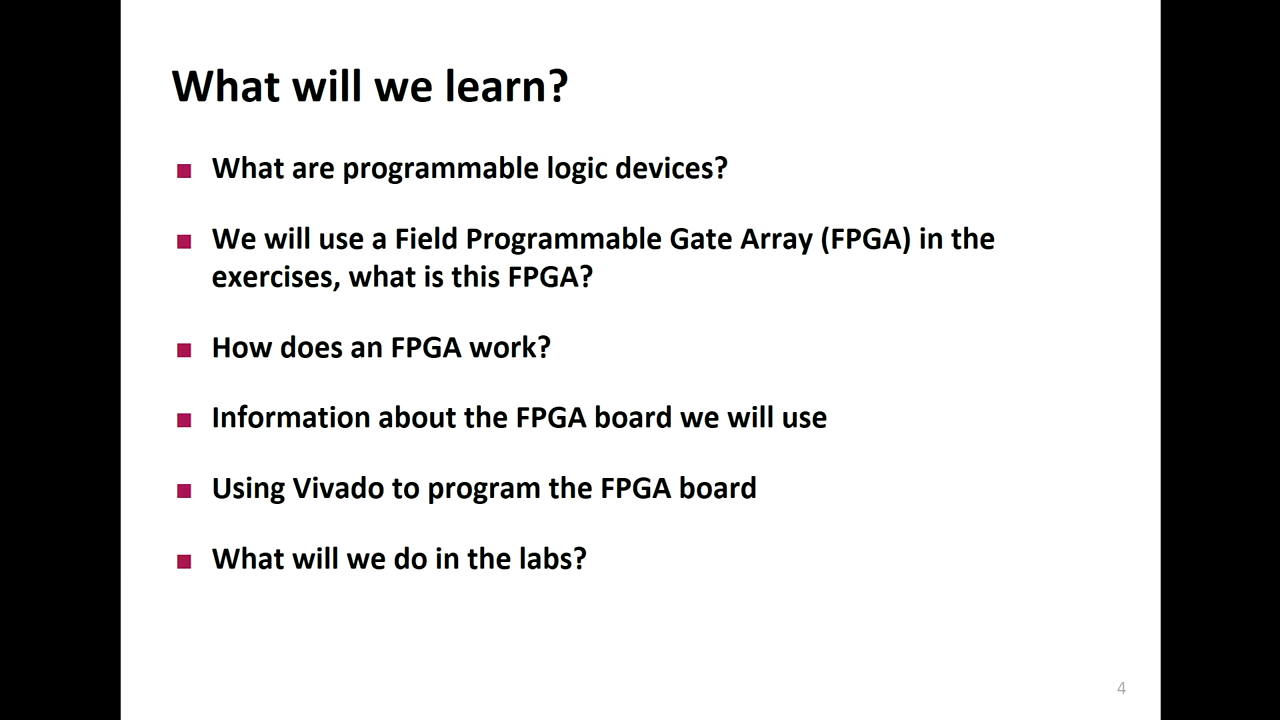 What will we learn?
What are programmable logic devices?
We will use a Field Programmable Gate Array (FPGA) in the
exercises, what is this FPGA?
How does an FPGA work?
Information about the FPGA board we will use
Using Vivado to program the FPGA board
What will we do in the labs?
4